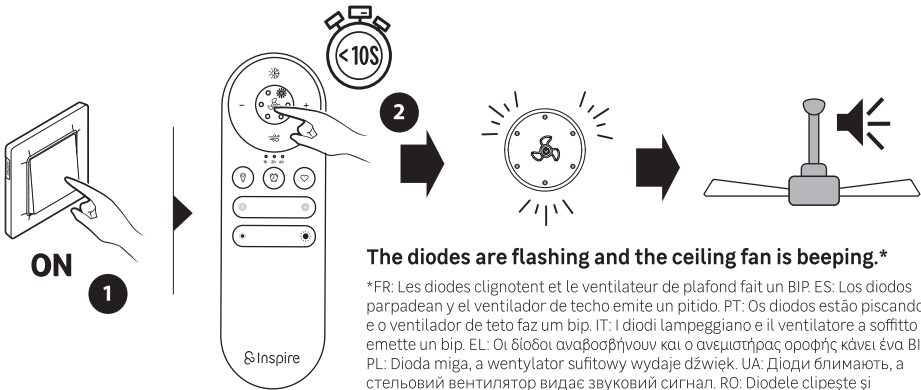 <10S
2
- +
1h 2h 4h
ON
1
&Inspire
The diodes are flashing and the ceiling fan is beeping.*
*FR: Les diodes clignotent et le ventilateur de plafond fait un BIP. ES: Los diodos
parpadean y el ventilador de techo emite un pitido. PT: Os diodos estão piscando
e o ventilador de teto faz um bip. IT: I diodi lampeggiano e il ventilatore a soffitto
emette un bip. EL: Οι δίοδοι αναβοσβήνουν και ο ανεμιστήρας οροφής κάνει ένα BI
PL: Dioda miga, a wentylator sufitowy wydaje dźwięk. UA: Діоди блимають, а
стельовий вентилятор видає звуковий сигнал. RO: Diodele clipește și